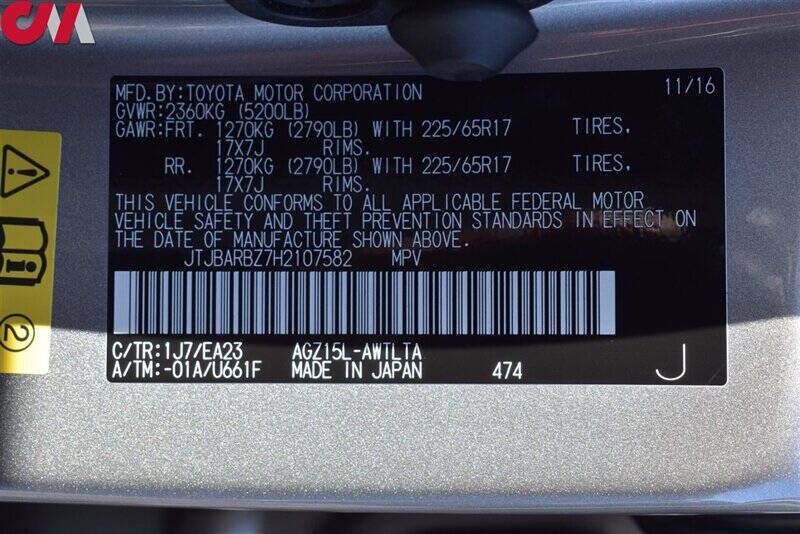 CM
MFD.BY:TOYOTA MOTOR CORPORATION 11/16
GVWR:2360KG (5200LB)
GAWR:FRT. 1270KG (2790LB) WITH 225/65R17 TIRES,
17X7J RIMS.
RR. 1270KG (2790LB) WITH 225/65R17 TIRES,
17X7J RIMS.
THIS VEHICLE CONFORMS TO ALL APPLICABLE FEDERAL MOTOR
VEHICLE SAFETY AND THEFT PREVENTION STANDARDS IN EFFECT ON
THE DATE OF MANUFACTURE SHOWN ABOVE.
JTJBARBZ7H2107582 MPV
C/TR:1J7/EA23 AGZ15L-AWTLTA
A/TM:-01A/U661F MADE IN JAPAN 474 J
2